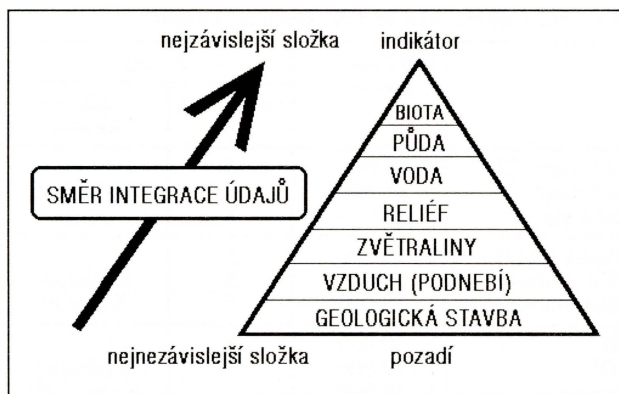 nejzávislejší složka
indikátor
BIOTA
PŮDA
VODA
SMĚR INTEGRACE ÚDAJŮ
RELIÉF
ZVĚTRALINY
VZDUCH (PODNEBÍ)
GEOLOGICKÁ STAVBA
nejnezávislejší složka
pozadí